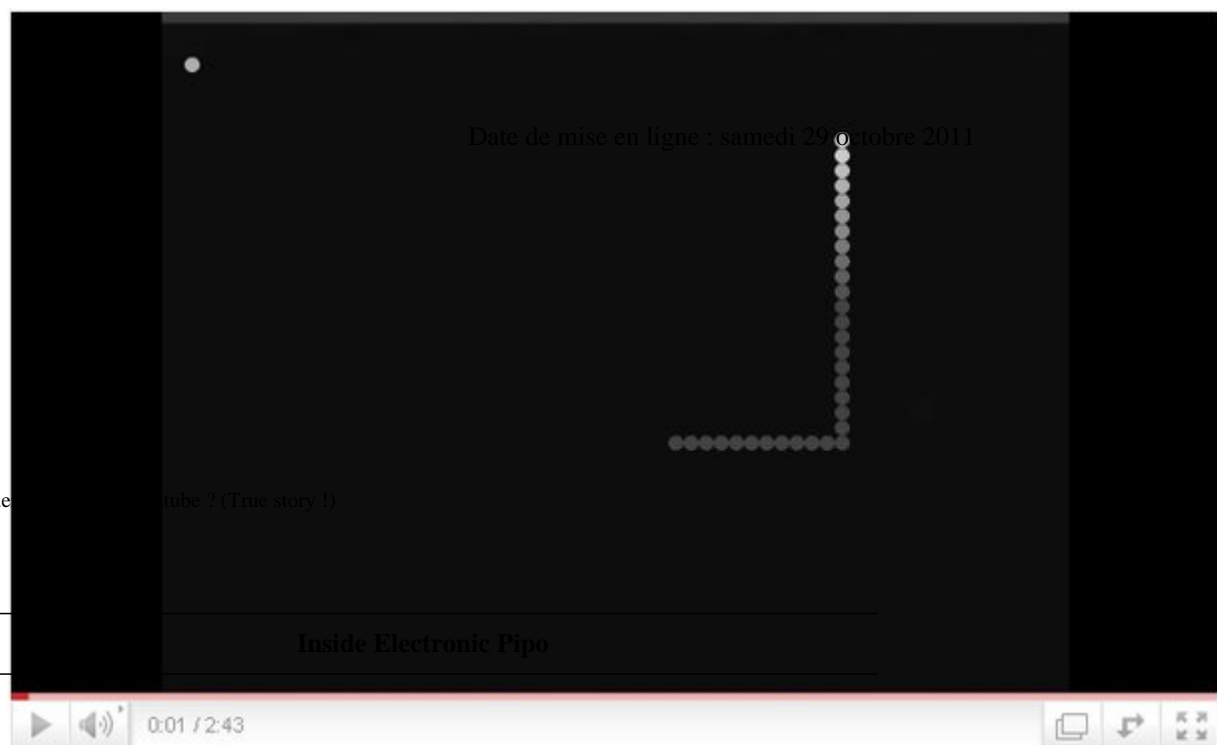 Date de mise en ligne : samedi 29 octobre 2011
tube ? (True story !)
Inside Electronic Pipo
0:01 / 2:43